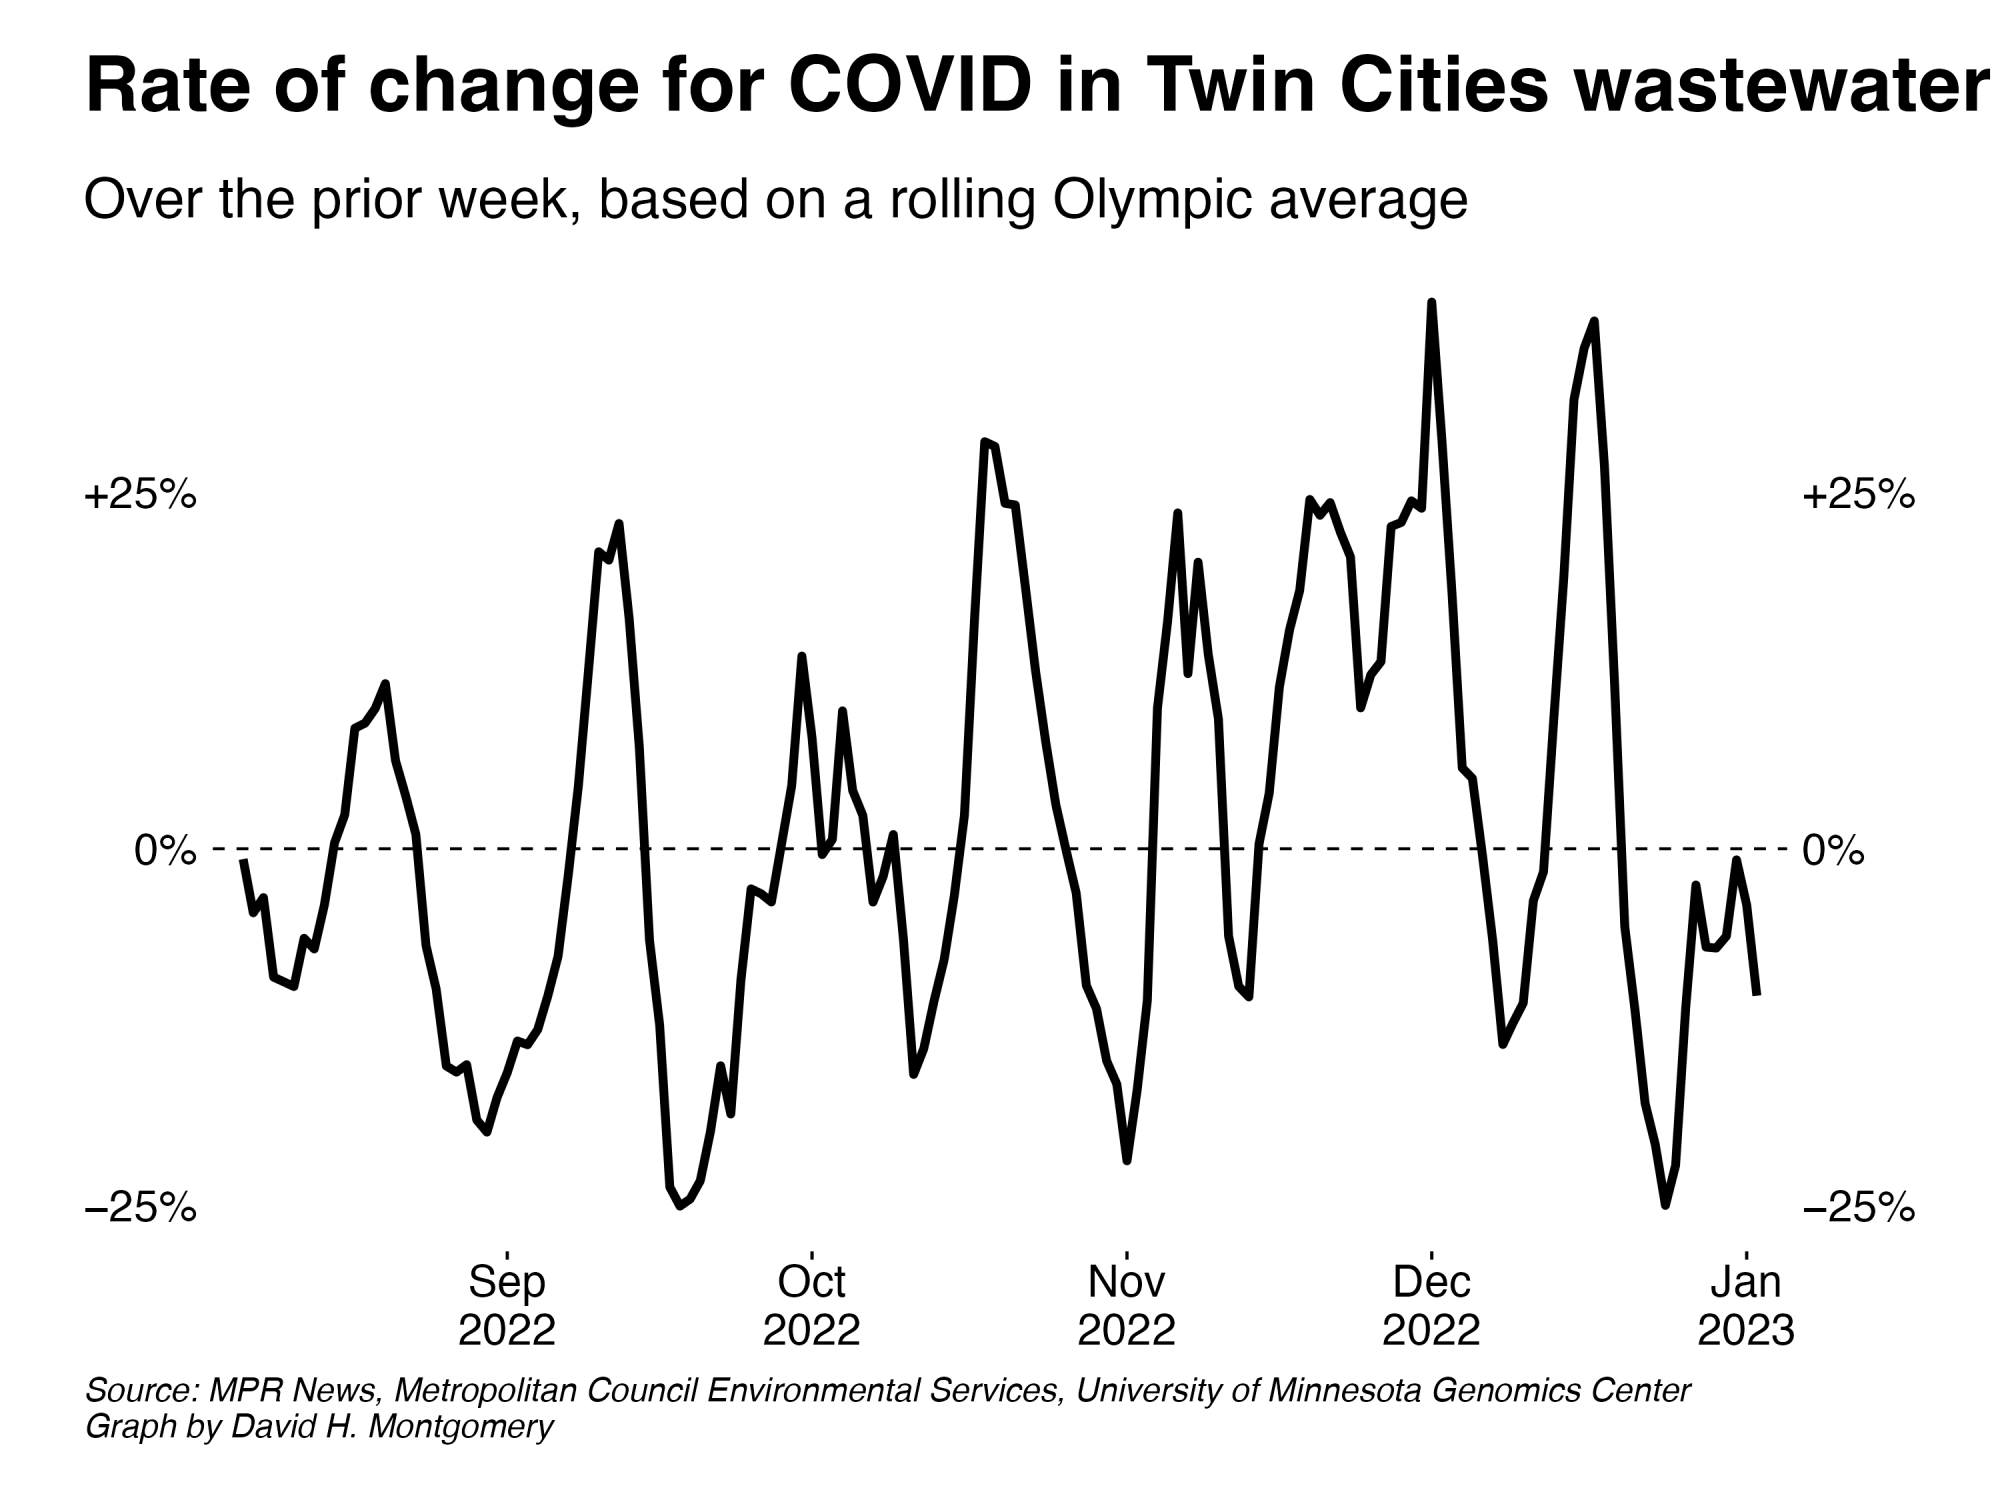 Rate of change for COVID in Twin Cities wastewater
Over the prior week, based on a rolling Olympic average
+25% +25%
0% 0%
−25% −25%
Sep Oct Nov Dec Jan
2022 2022 2022 2022 2023
Source: MPR News, Metropolitan Council Environmental Services, University of Minnesota Genomics Center
Graph by David H. Montgomery